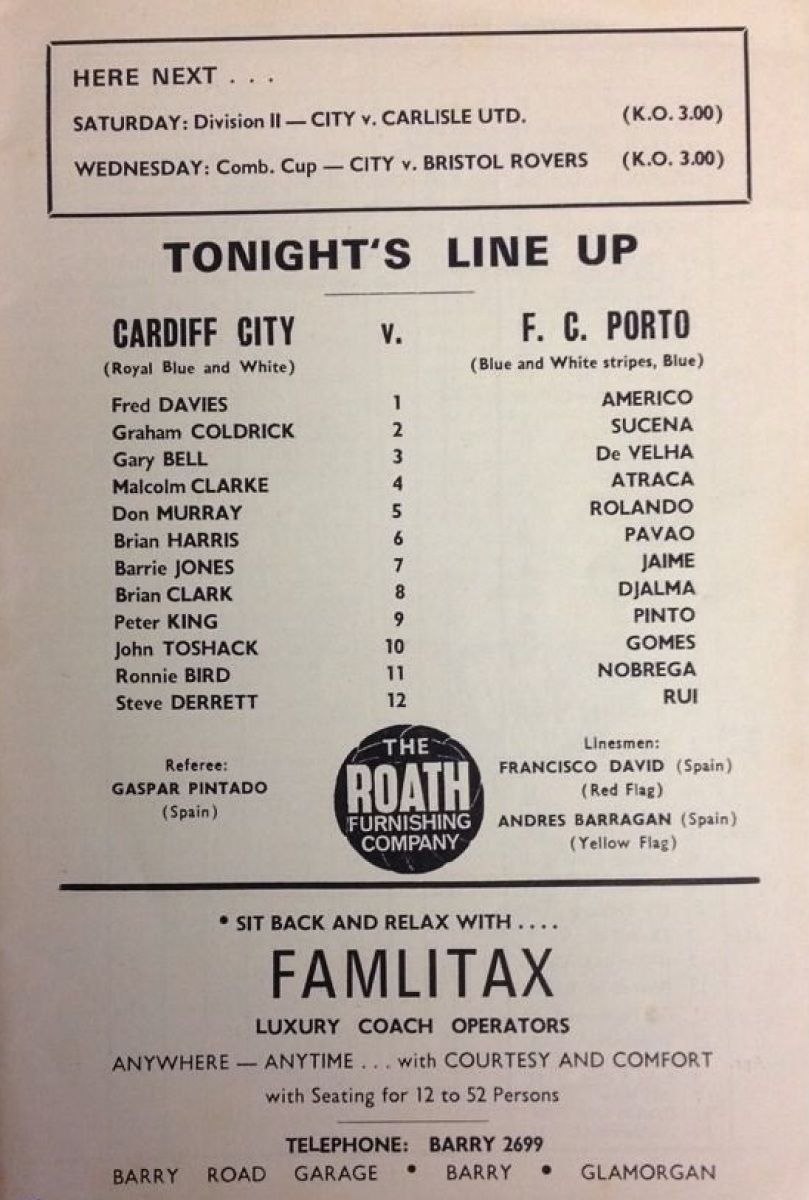 HERE NEXT . . .
SATURDAY: Division II — CITY v. CARLISLE UTD. (K.O. 3.00)
WEDNESDAY: Comb. Cup — CITY v. BRISTOL ROVERS (K.O. 3.00)
TONIGHT'S LINE UP
CARDIFF CITY v. F. C. PORTO
(Royal Blue and White) (Blue and White stripes, Blue)
Fred DAVIES 1 AMERICO
Graham COLDRICK 2 SUCENA
Gary BELL 3 De VELHA
Malcolm CLARKE 4 ATRACA
Don MURRAY 5 ROLANDO
Brian HARRIS 6 PAVAO
Barrie JONES 7 JAIME
Brian CLARK 8 DJALMA
Peter KING 9 PINTO
John TOSHACK 10 GOMES
Ronnie BIRD 11 NOBREGA
Steve DERRETT 12 RUI
Referee:
GASPAR PINTADO
(Spain)
THE
ROATH
FURNISHING
COMPANY
Linesmen:
FRANCISCO DAVID (Spain)
(Red Flag)
ANDRES BARRAGAN (Spain)
(Yellow Flag)
• SIT BACK AND RELAX WITH . . . .
FAMLITAX
LUXURY COACH OPERATORS
ANYWHERE — ANYTIME . . . with COURTESY AND COMFORT
with Seating for 12 to 52 Persons
TELEPHONE: BARRY 2699
BARRY ROAD GARAGE • BARRY • GLAMORGAN